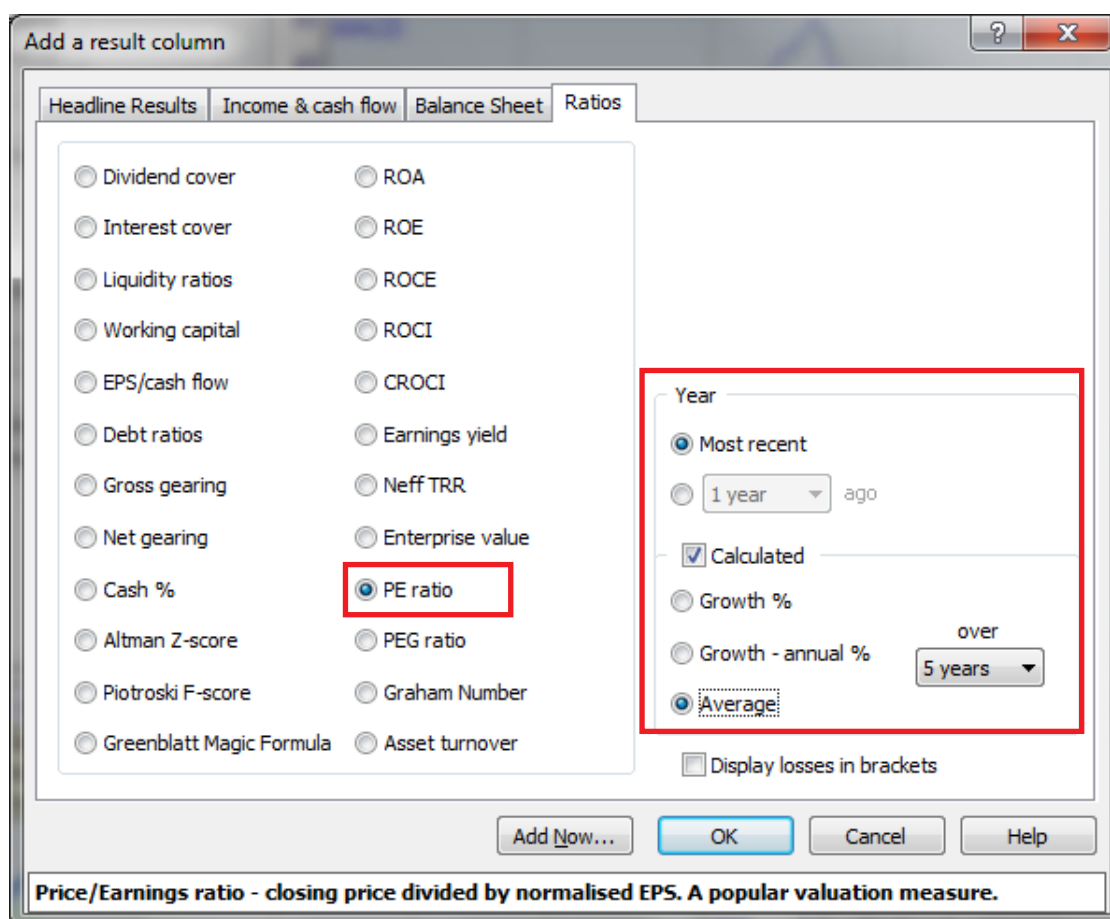 Add a result column
Headline Results
Income & cash flow
Balance Sheet
Ratios
Dividend cover
Interest cover
Liquidity ratios
Working capital
EPS/cash flow
Debt ratios
Gross gearing
Net gearing
Cash %
Altman Z-score
Piotroski F-score
Greenblatt Magic Formula
ROA
ROE
ROCE
ROCI
CROCI
Earnings yield
Neff TRR
Enterprise value
PE ratio
PEG ratio
Graham Number
Asset turnover
Year
Most recent
1 year ago
Calculated
Growth %
Growth - annual %
over
5 years
Average
Display losses in brackets
Add Now...
OK
Cancel
Help
Price/Earnings ratio - closing price divided by normalised EPS. A popular valuation measure.